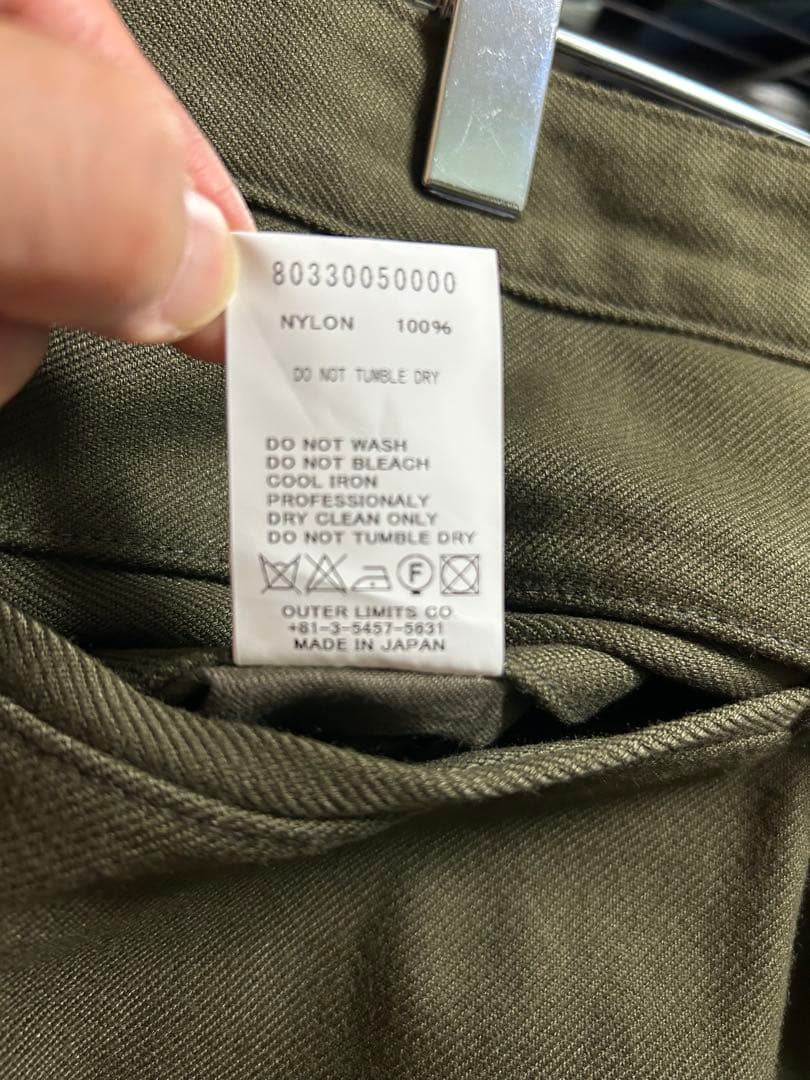 80330050000
NYLON 100%
DO NOT TUMBLE DRY
DO NOT WASH
DO NOT BLEACH
COOL IRON
PROFESSIONALY
DRY CLEAN ONLY
DO NOT TUMBLE DRY
F
OUTER LIMITS CO
+81-3-5457-5631
MADE IN JAPAN